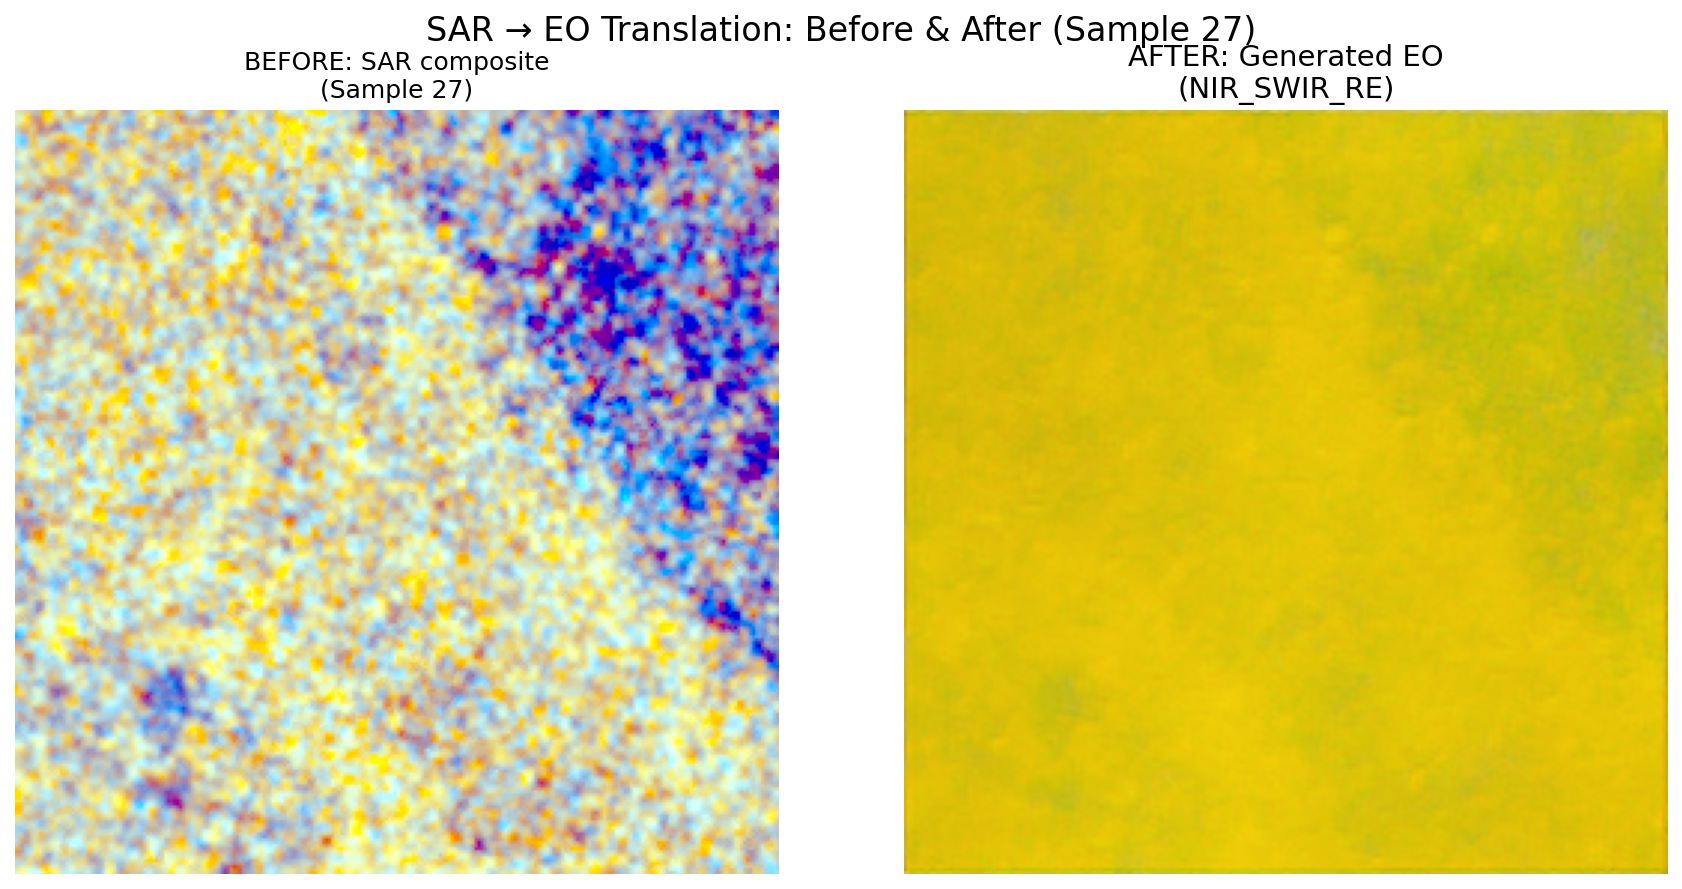 SAR → EO Translation: Before & After (Sample 27)
BEFORE: SAR composite
(Sample 27)
AFTER: Generated EO
(NIR_SWIR_RE)